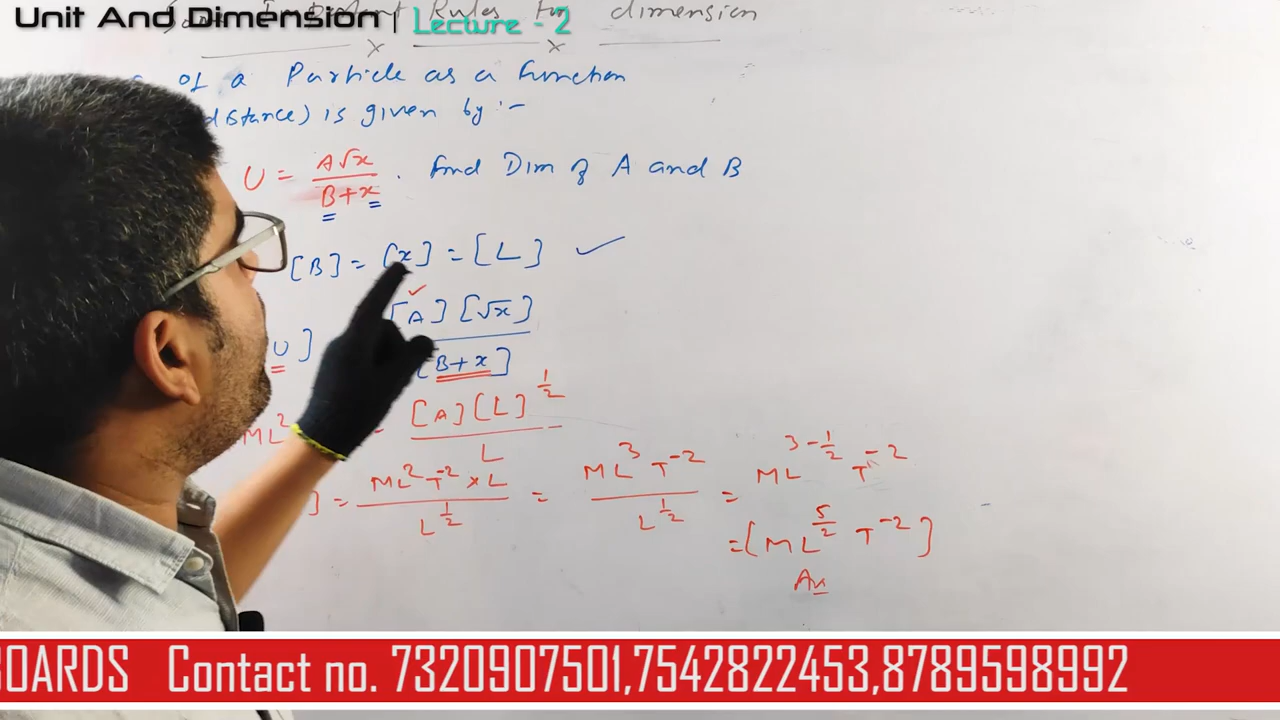 Unit And Dimension | Lecture - 2
Rules for dimension
of a Particle as a function
distance) is given by :-
U = A√x / B+x . find Dim of A and B
[B] = [x] = [L] ✓
U] [A] [√x] / [B+x]
ML² = [A][L]^½ / L
] = ML²T⁻² × L / L^½ = ML³T⁻² / L^½ = ML^3-½ T⁻²
= [ML^5/2 T⁻²]
Ans
BOARDS Contact no. 7320907501,7542822453,8789598992